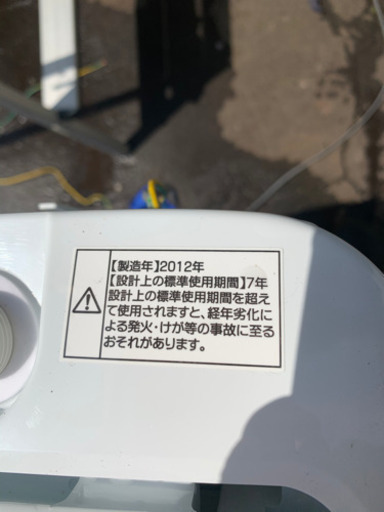 【製造年】2012年
【設計上の標準使用期間】7年
設計上の標準使用期間を超え
て使用されますと、経年劣化に
よる発火・けが等の事故に至る
おそれがあります。